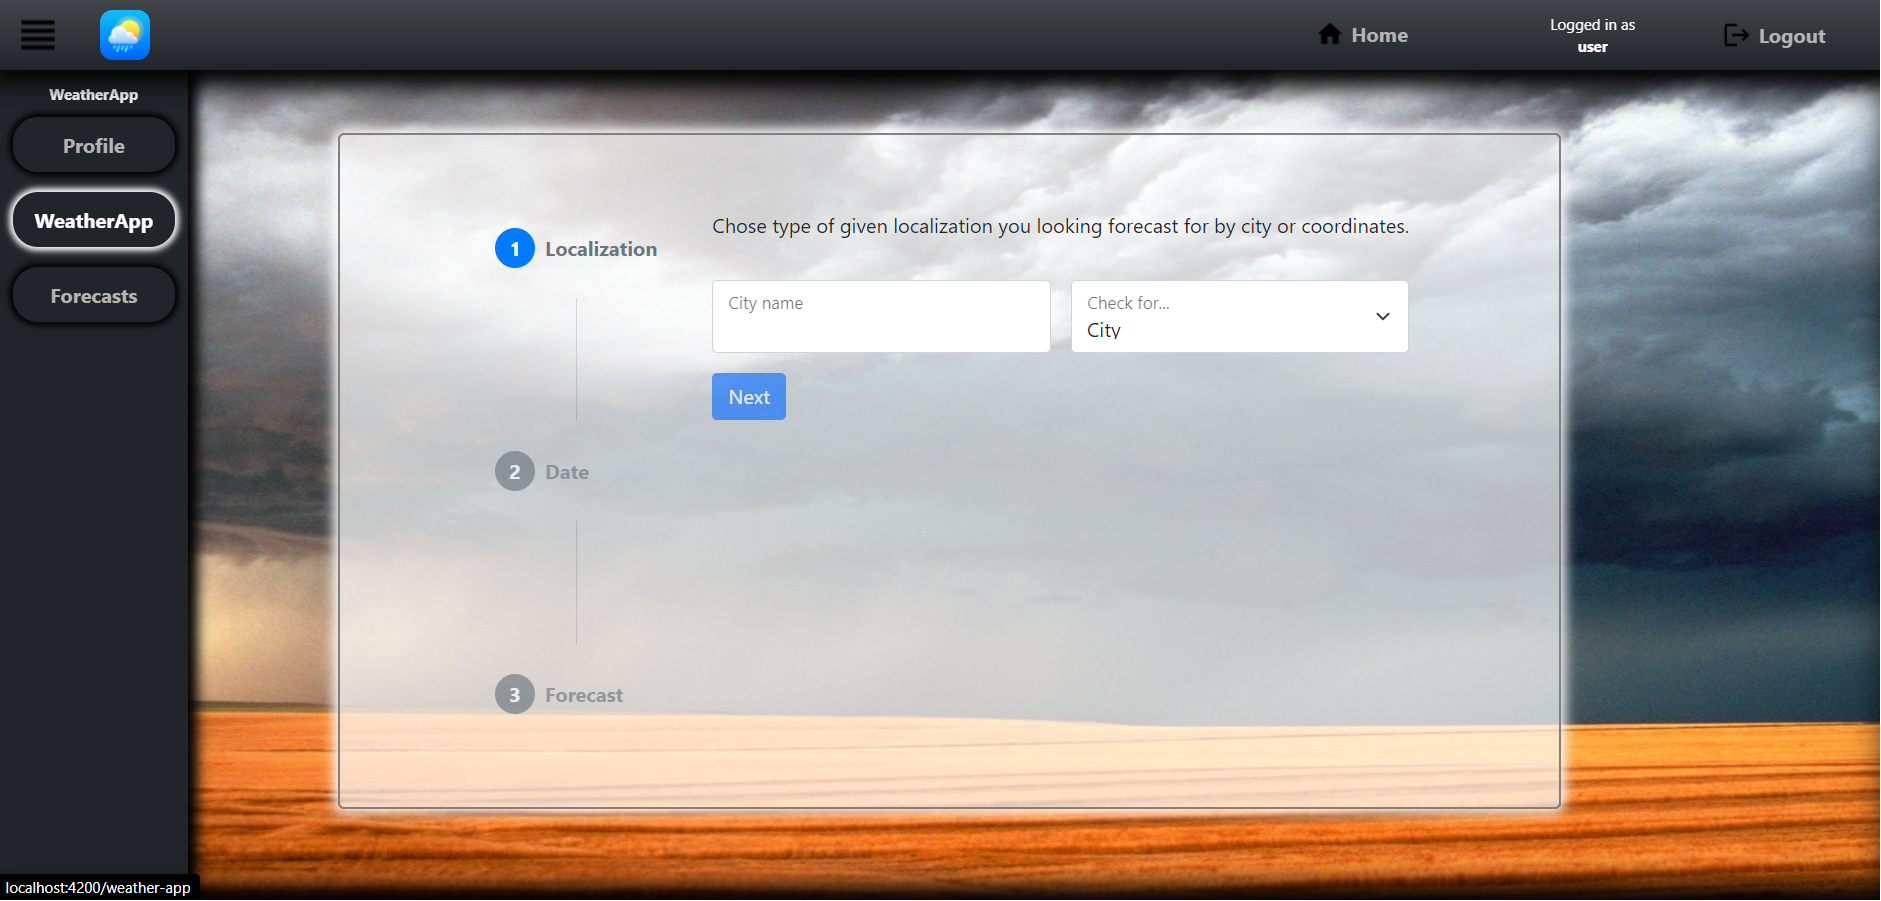 Home
Logged in as
user
Logout
WeatherApp
Profile
WeatherApp
Forecasts
Chose type of given localization you looking forecast for by city or coordinates.
1 Localization
City name
Check for...
City
Next
2 Date
3 Forecast
localhost:4200/weather-app